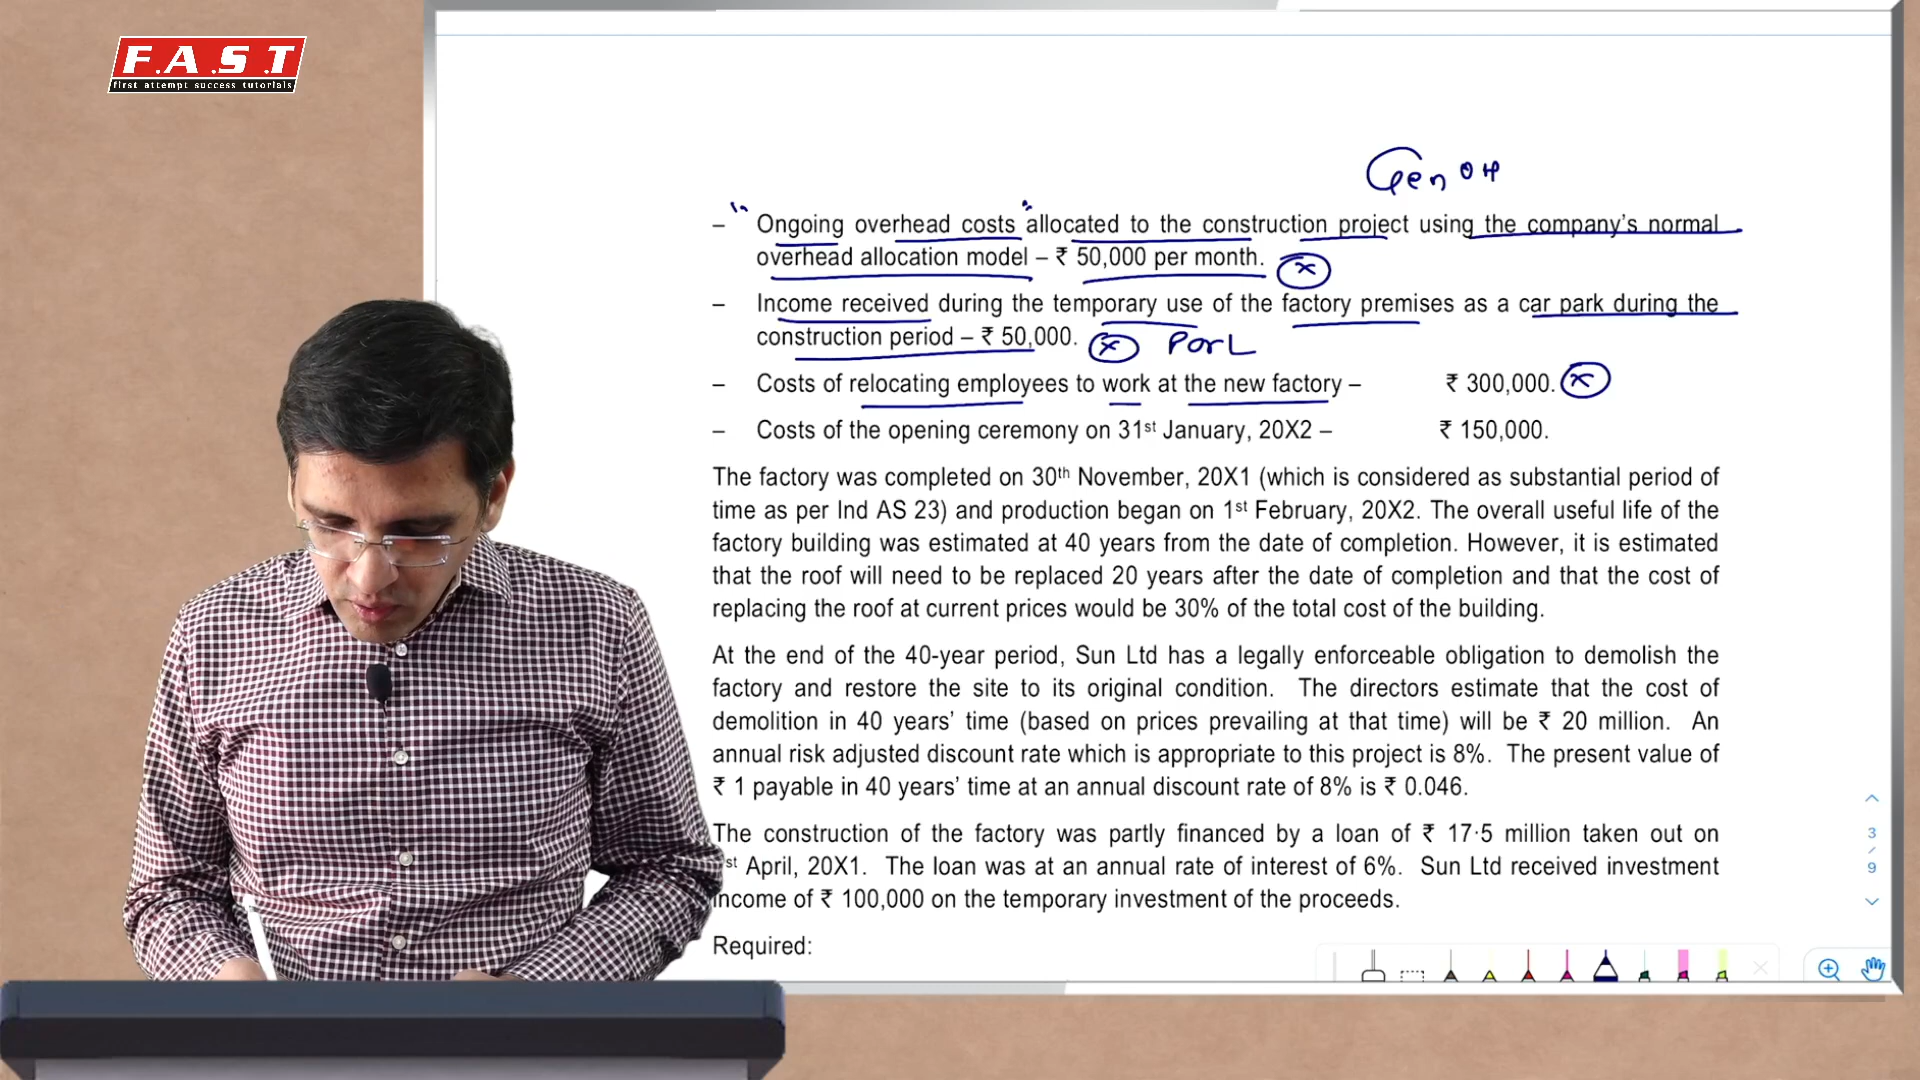 F.A.S.T
first attempt success tutorials
Gen OH
– " Ongoing overhead costs " allocated to the construction project using the company's normal
overhead allocation model – ₹ 50,000 per month. x
– Income received during the temporary use of the factory premises as a car park during the
construction period – ₹ 50,000. x P or L
– Costs of relocating employees to work at the new factory – ₹ 300,000. x
– Costs of the opening ceremony on 31st January, 20X2 – ₹ 150,000.
The factory was completed on 30th November, 20X1 (which is considered as substantial period of
time as per Ind AS 23) and production began on 1st February, 20X2. The overall useful life of the
factory building was estimated at 40 years from the date of completion. However, it is estimated
that the roof will need to be replaced 20 years after the date of completion and that the cost of
replacing the roof at current prices would be 30% of the total cost of the building.
At the end of the 40-year period, Sun Ltd has a legally enforceable obligation to demolish the
factory and restore the site to its original condition. The directors estimate that the cost of
demolition in 40 years' time (based on prices prevailing at that time) will be ₹ 20 million. An
annual risk adjusted discount rate which is appropriate to this project is 8%. The present value of
₹ 1 payable in 40 years' time at an annual discount rate of 8% is ₹ 0.046.
The construction of the factory was partly financed by a loan of ₹ 17·5 million taken out on
st April, 20X1. The loan was at an annual rate of interest of 6%. Sun Ltd received investment
income of ₹ 100,000 on the temporary investment of the proceeds.
Required:
3
/
9